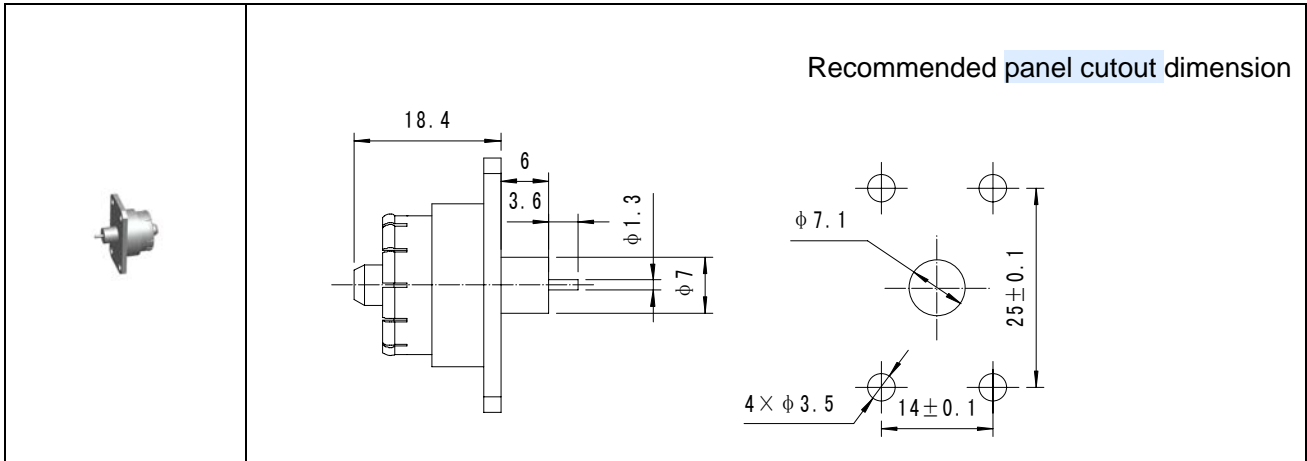 Recommended panel cutout dimension
18.4
6
3.6
φ1.3
φ7
φ7.1
25±0.1
4×φ3.5
14±0.1